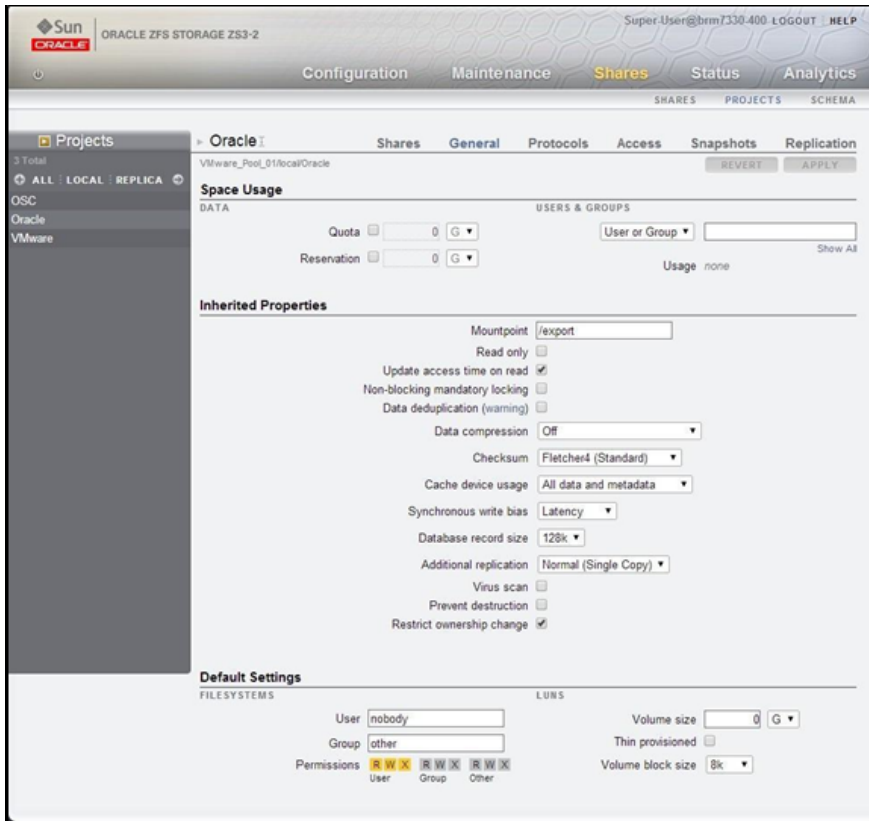 Sun
ORACLE
ORACLE ZFS STORAGE ZS3-2
Super-User@brm7330-400 LOGOUT HELP
Configuration Maintenance Shares Status Analytics
SHARES PROJECTS SCHEMA
Projects
3 Total
ALL LOCAL REPLICA
OSC
Oracle
VMware
Oracle Shares General Protocols Access Snapshots Replication
VMware_Pool_01/local/Oracle REVERT APPLY
Space Usage
DATA USERS & GROUPS
Quota 0 G User or Group
Show All
Reservation 0 G
Usage none
Inherited Properties
Mountpoint /export
Read only
Update access time on read
Non-blocking mandatory locking
Data deduplication (warning)
Data compression Off
Checksum Fletcher4 (Standard)
Cache device usage All data and metadata
Synchronous write bias Latency
Database record size 128k
Additional replication Normal (Single Copy)
Virus scan
Prevent destruction
Restrict ownership change
Default Settings
FILESYSTEMS LUNS
User nobody Volume size 0 G
Group other Thin provisioned
Permissions R W X R W X R W X Volume block size 8k
User Group Other